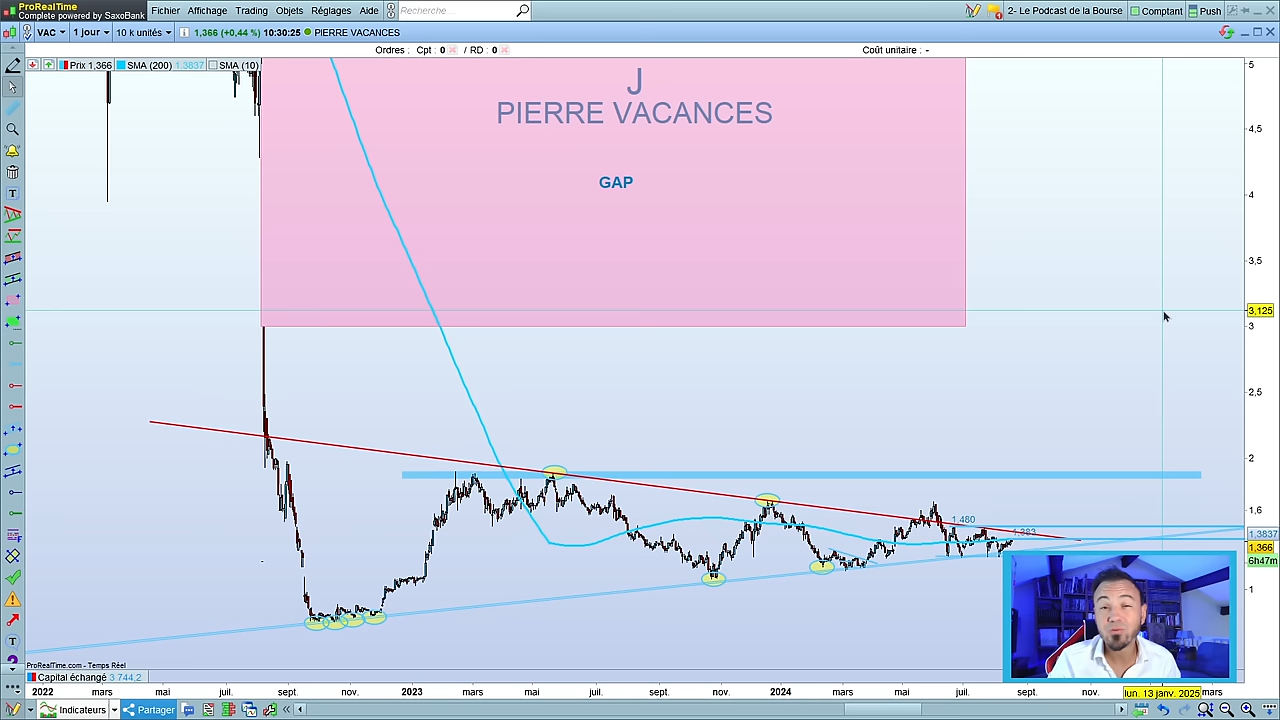 ProRealTime
Complete powered by SaxoBank
Fichier Affichage Trading Objets Réglages Aide Recherche
2- Le Podcast de la Bourse Comptant Push
VAC 1 jour 10 k unités 1,366 (+0,44 %) 10:30:25 PIERRE VACANCES
Ordres : Cpt : 0 / RD : 0 Coût unitaire : -
Prix 1,366 SMA (200) 1.3837 SMA (10)
J
PIERRE VACANCES
GAP
5
4,5
4
3,5
3,125
3
2,5
2
1,6
1.480
1.383
1.3837
1,366
6h47m
1
ProRealTime.com - Temps Réel
Capital échangé 3 744,2
2022 mars mai juil. sept. nov. 2023 mars mai juil. sept. nov. 2024 mars mai juil. sept. nov. lun. 13 janv. 2025 mars
Indicateurs Partager